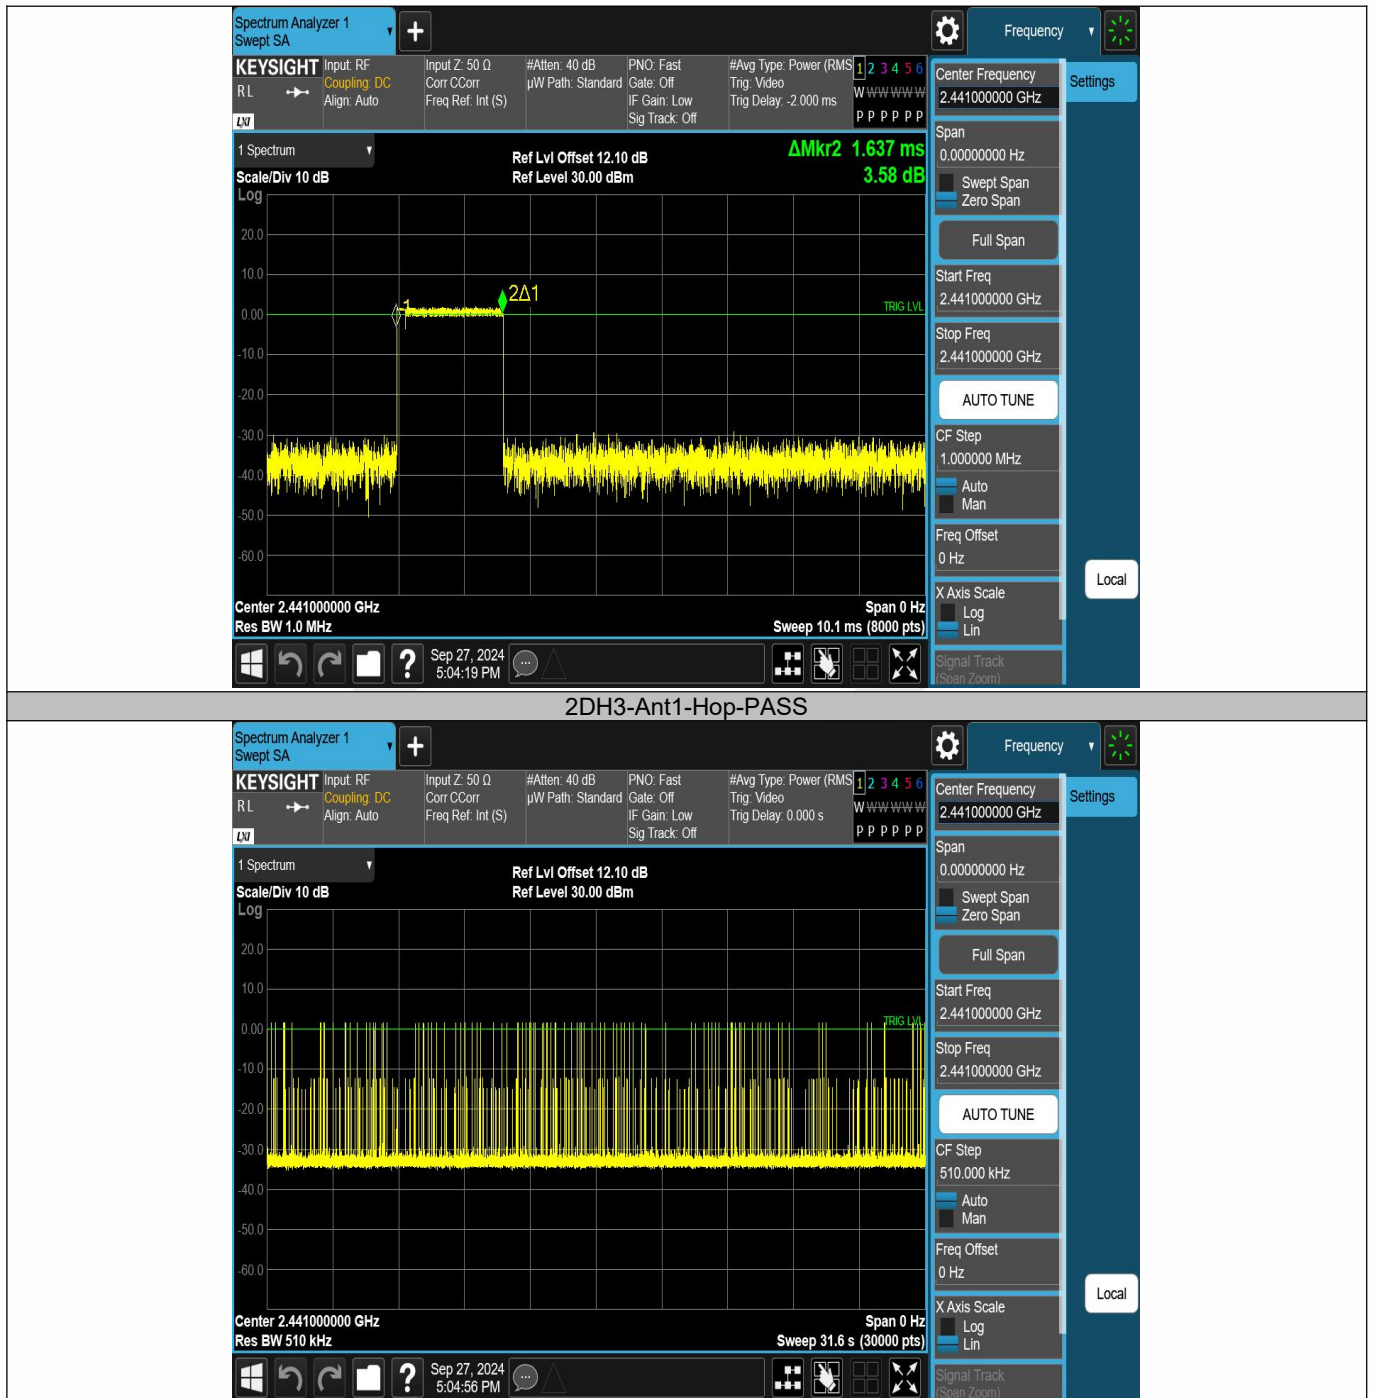 Spectrum Analyzer 1
Swept SA
Frequency
KEYSIGHT
RL
LXI
Input: RF
Coupling: DC
Align: Auto
Input Z: 50 Ω
Corr CCorr
Freq Ref: Int (S)
#Atten: 40 dB
µW Path: Standard
PNO: Fast
Gate: Off
IF Gain: Low
Sig Track: Off
#Avg Type: Power (RMS
Trig: Video
Trig Delay: -2.000 ms
1 2 3 4 5 6
W W W W W W
P P P P P P
Center Frequency
2.441000000 GHz
Settings
Span
0.00000000 Hz
Swept Span
Zero Span
Full Span
Start Freq
2.441000000 GHz
Stop Freq
2.441000000 GHz
AUTO TUNE
CF Step
1.000000 MHz
Auto
Man
Freq Offset
0 Hz
X Axis Scale
Log
Lin
Signal Track
(Span Zoom)
Local
1 Spectrum
Scale/Div 10 dB
Ref Lvl Offset 12.10 dB
Ref Level 30.00 dBm
ΔMkr2 1.637 ms
3.58 dB
Log
20.0
10.0
0.00
-10.0
-20.0
-30.0
-40.0
-50.0
-60.0
1
2Δ1
TRIG LVL
Center 2.441000000 GHz
Res BW 1.0 MHz
Span 0 Hz
Sweep 10.1 ms (8000 pts)
?
Sep 27, 2024
5:04:19 PM
2DH3-Ant1-Hop-PASS
Spectrum Analyzer 1
Swept SA
Frequency
KEYSIGHT
RL
LXI
Input: RF
Coupling: DC
Align: Auto
Input Z: 50 Ω
Corr CCorr
Freq Ref: Int (S)
#Atten: 40 dB
µW Path: Standard
PNO: Fast
Gate: Off
IF Gain: Low
Sig Track: Off
#Avg Type: Power (RMS
Trig: Video
Trig Delay: 0.000 s
1 2 3 4 5 6
W W W W W W
P P P P P P
Center Frequency
2.441000000 GHz
Settings
Span
0.00000000 Hz
Swept Span
Zero Span
Full Span
Start Freq
2.441000000 GHz
Stop Freq
2.441000000 GHz
AUTO TUNE
CF Step
510.000 kHz
Auto
Man
Freq Offset
0 Hz
X Axis Scale
Log
Lin
Signal Track
(Span Zoom)
Local
1 Spectrum
Scale/Div 10 dB
Ref Lvl Offset 12.10 dB
Ref Level 30.00 dBm
Log
20.0
10.0
0.00
-10.0
-20.0
-30.0
-40.0
-50.0
-60.0
TRIG LVL
Center 2.441000000 GHz
Res BW 510 kHz
Span 0 Hz
Sweep 31.6 s (30000 pts)
?
Sep 27, 2024
5:04:56 PM